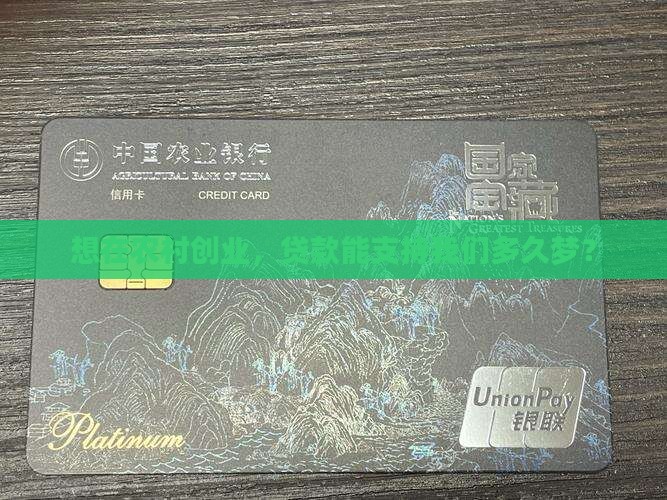 中国农业银行
AGRICULTURAL BANK OF CHINA
信用卡 CREDIT CARD
国家
宝藏
THE NATION'S
GREATEST TREASURES
想在农村创业，贷款能支撑我们多久梦？
Platinum
UnionPay
银联